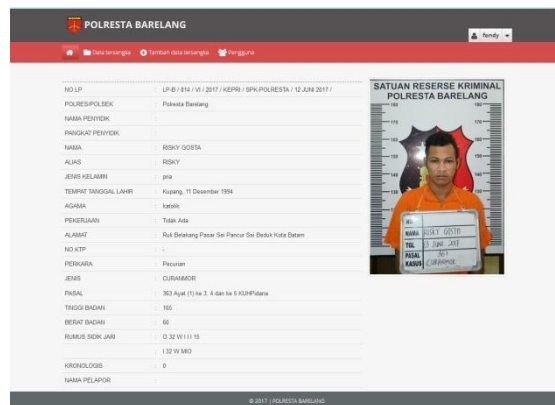 POLRESTA BARELANG
fendy
Data tersangka Tambah data tersangka Pengguna
NO.LP : LP-B / 814 / VI / 2017 / KEPRI / SPK-POLRESTA / 12 JUNI 2017 /
POLRES/POLSEK : Polresta Barelang
NAMA PENYIDIK :
PANGKAT PENYIDIK :
NAMA : RISKY GOSTA
ALIAS : RISKY
JENIS KELAMIN : pria
TEMPAT TANGGAL LAHIR : Kupang, 11 Desember 1994
AGAMA : katolik
PEKERJAAN : Tidak Ada
ALAMAT : Ruli Belakang Pasar Sei Pancur Sei Beduk Kota Batam
NO.KTP : -
PERKARA : Pecurian
JENIS : CURANMOR
PASAL : 363 Ayat (1) ke 3, 4 dan ke 5 KUHPidana
TINGGI BADAN : 165
BERAT BADAN : 60
RUMUS SIDIK JARI : O 32 W I I I 15
: I 32 W MIO
KRONOLOGIS : 0
NAMA PELAPOR :
SATUAN RESERSE KRIMINAL
POLRESTA BARELANG
NAMA RISKY GOSTA
TGL 13 JUNI 2017
PASAL 363
KASUS CURANMOR
© 2017 | POLRESTA BARELANG